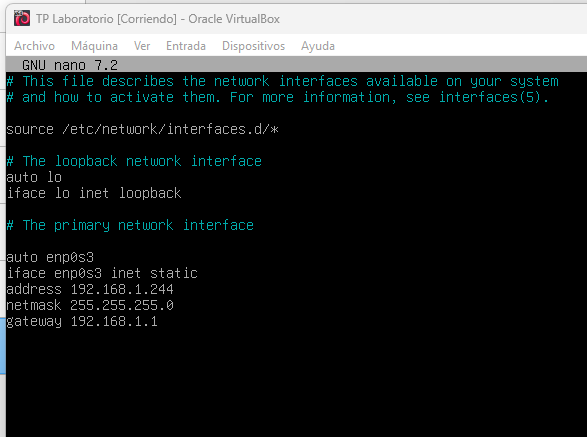 TP Laboratorio [Corriendo] - Oracle VirtualBox
Archivo Máquina Ver Entrada Dispositivos Ayuda
GNU nano 7.2
# This file describes the network interfaces available on your system
# and how to activate them. For more information, see interfaces(5).
source /etc/network/interfaces.d/*
# The loopback network interface
auto lo
iface lo inet loopback
# The primary network interface
auto enp0s3
iface enp0s3 inet static
address 192.168.1.244
netmask 255.255.255.0
gateway 192.168.1.1